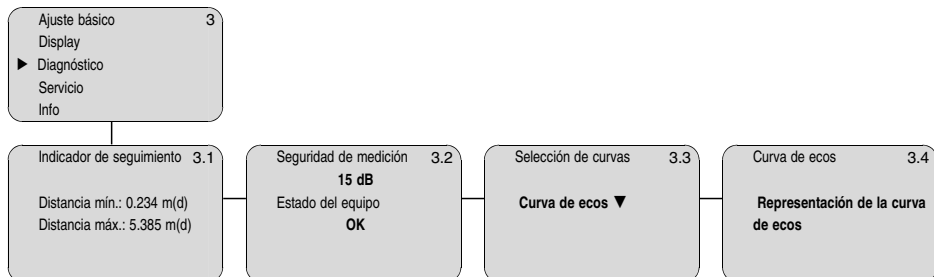 Ajuste básico 3
Display
▶ Diagnóstico
Servicio
Info
Indicador de seguimiento 3.1
Distancia mín.: 0.234 m(d)
Distancia máx.: 5.385 m(d)
Seguridad de medición 3.2
15 dB
Estado del equipo
OK
Selección de curvas 3.3
Curva de ecos ▼
Curva de ecos 3.4
Representación de la curva
de ecos